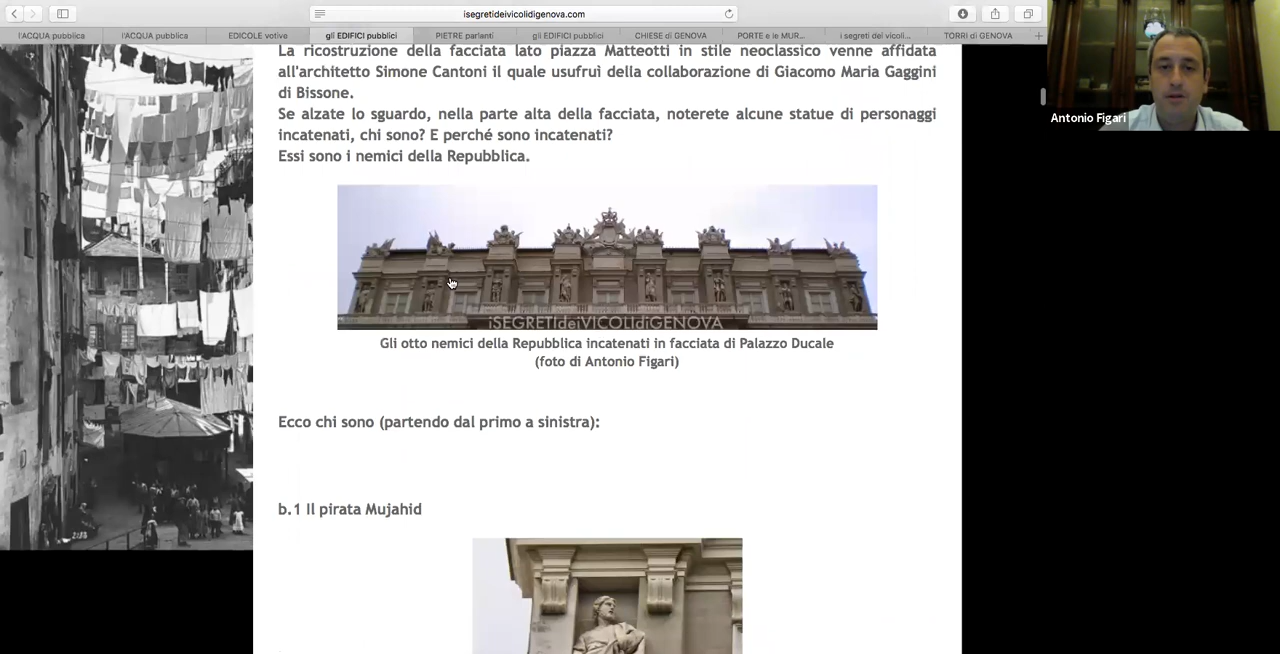 isegretideivicolidigenova.com
l'ACQUA pubblica
l'ACQUA pubblica
EDICOLE votive
gli EDIFICI pubblici
PIETRE parlanti
gli EDIFICI pubblici
CHIESE di GENOVA
PORTE e le MUR...
i segreti dei vicoli...
TORRI di GENOVA
La ricostruzione della facciata lato piazza Matteotti in stile neoclassico venne affidata
all'architetto Simone Cantoni il quale usufruì della collaborazione di Giacomo Maria Gaggini
di Bissone.
Se alzate lo sguardo, nella parte alta della facciata, noterete alcune statue di personaggi
incatenati, chi sono? E perché sono incatenati?
Essi sono i nemici della Repubblica.
iSEGRETIdeiVICOLIdiGENOVA
Gli otto nemici della Repubblica incatenati in facciata di Palazzo Ducale
(foto di Antonio Figari)
Ecco chi sono (partendo dal primo a sinistra):
b.1 Il pirata Mujahid
Antonio Figari